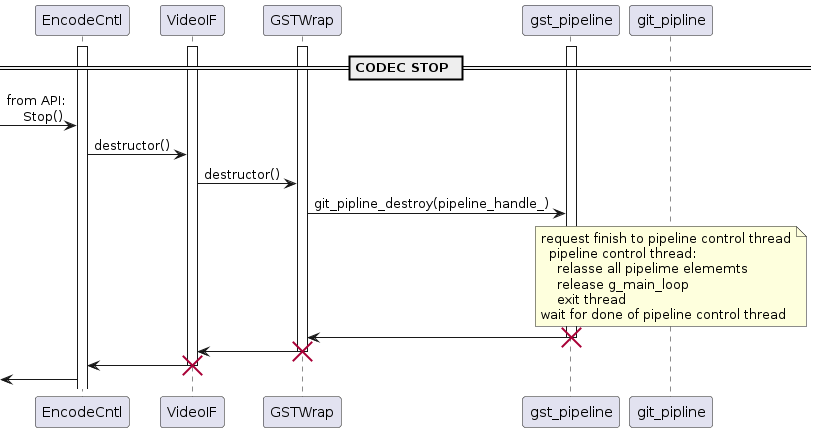 EncodeCntl
VideoIF
GSTWrap
gst_pipeline
git_pipline
CODEC STOP
from API:
Stop()
destructor()
destructor()
git_pipline_destroy(pipeline_handle_)
request finish to pipeline control thread
pipeline control thread:
relasse all pipelime elememts
release g_main_loop
exit thread
wait for done of pipeline control thread
EncodeCntl
VideoIF
GSTWrap
gst_pipeline
git_pipline